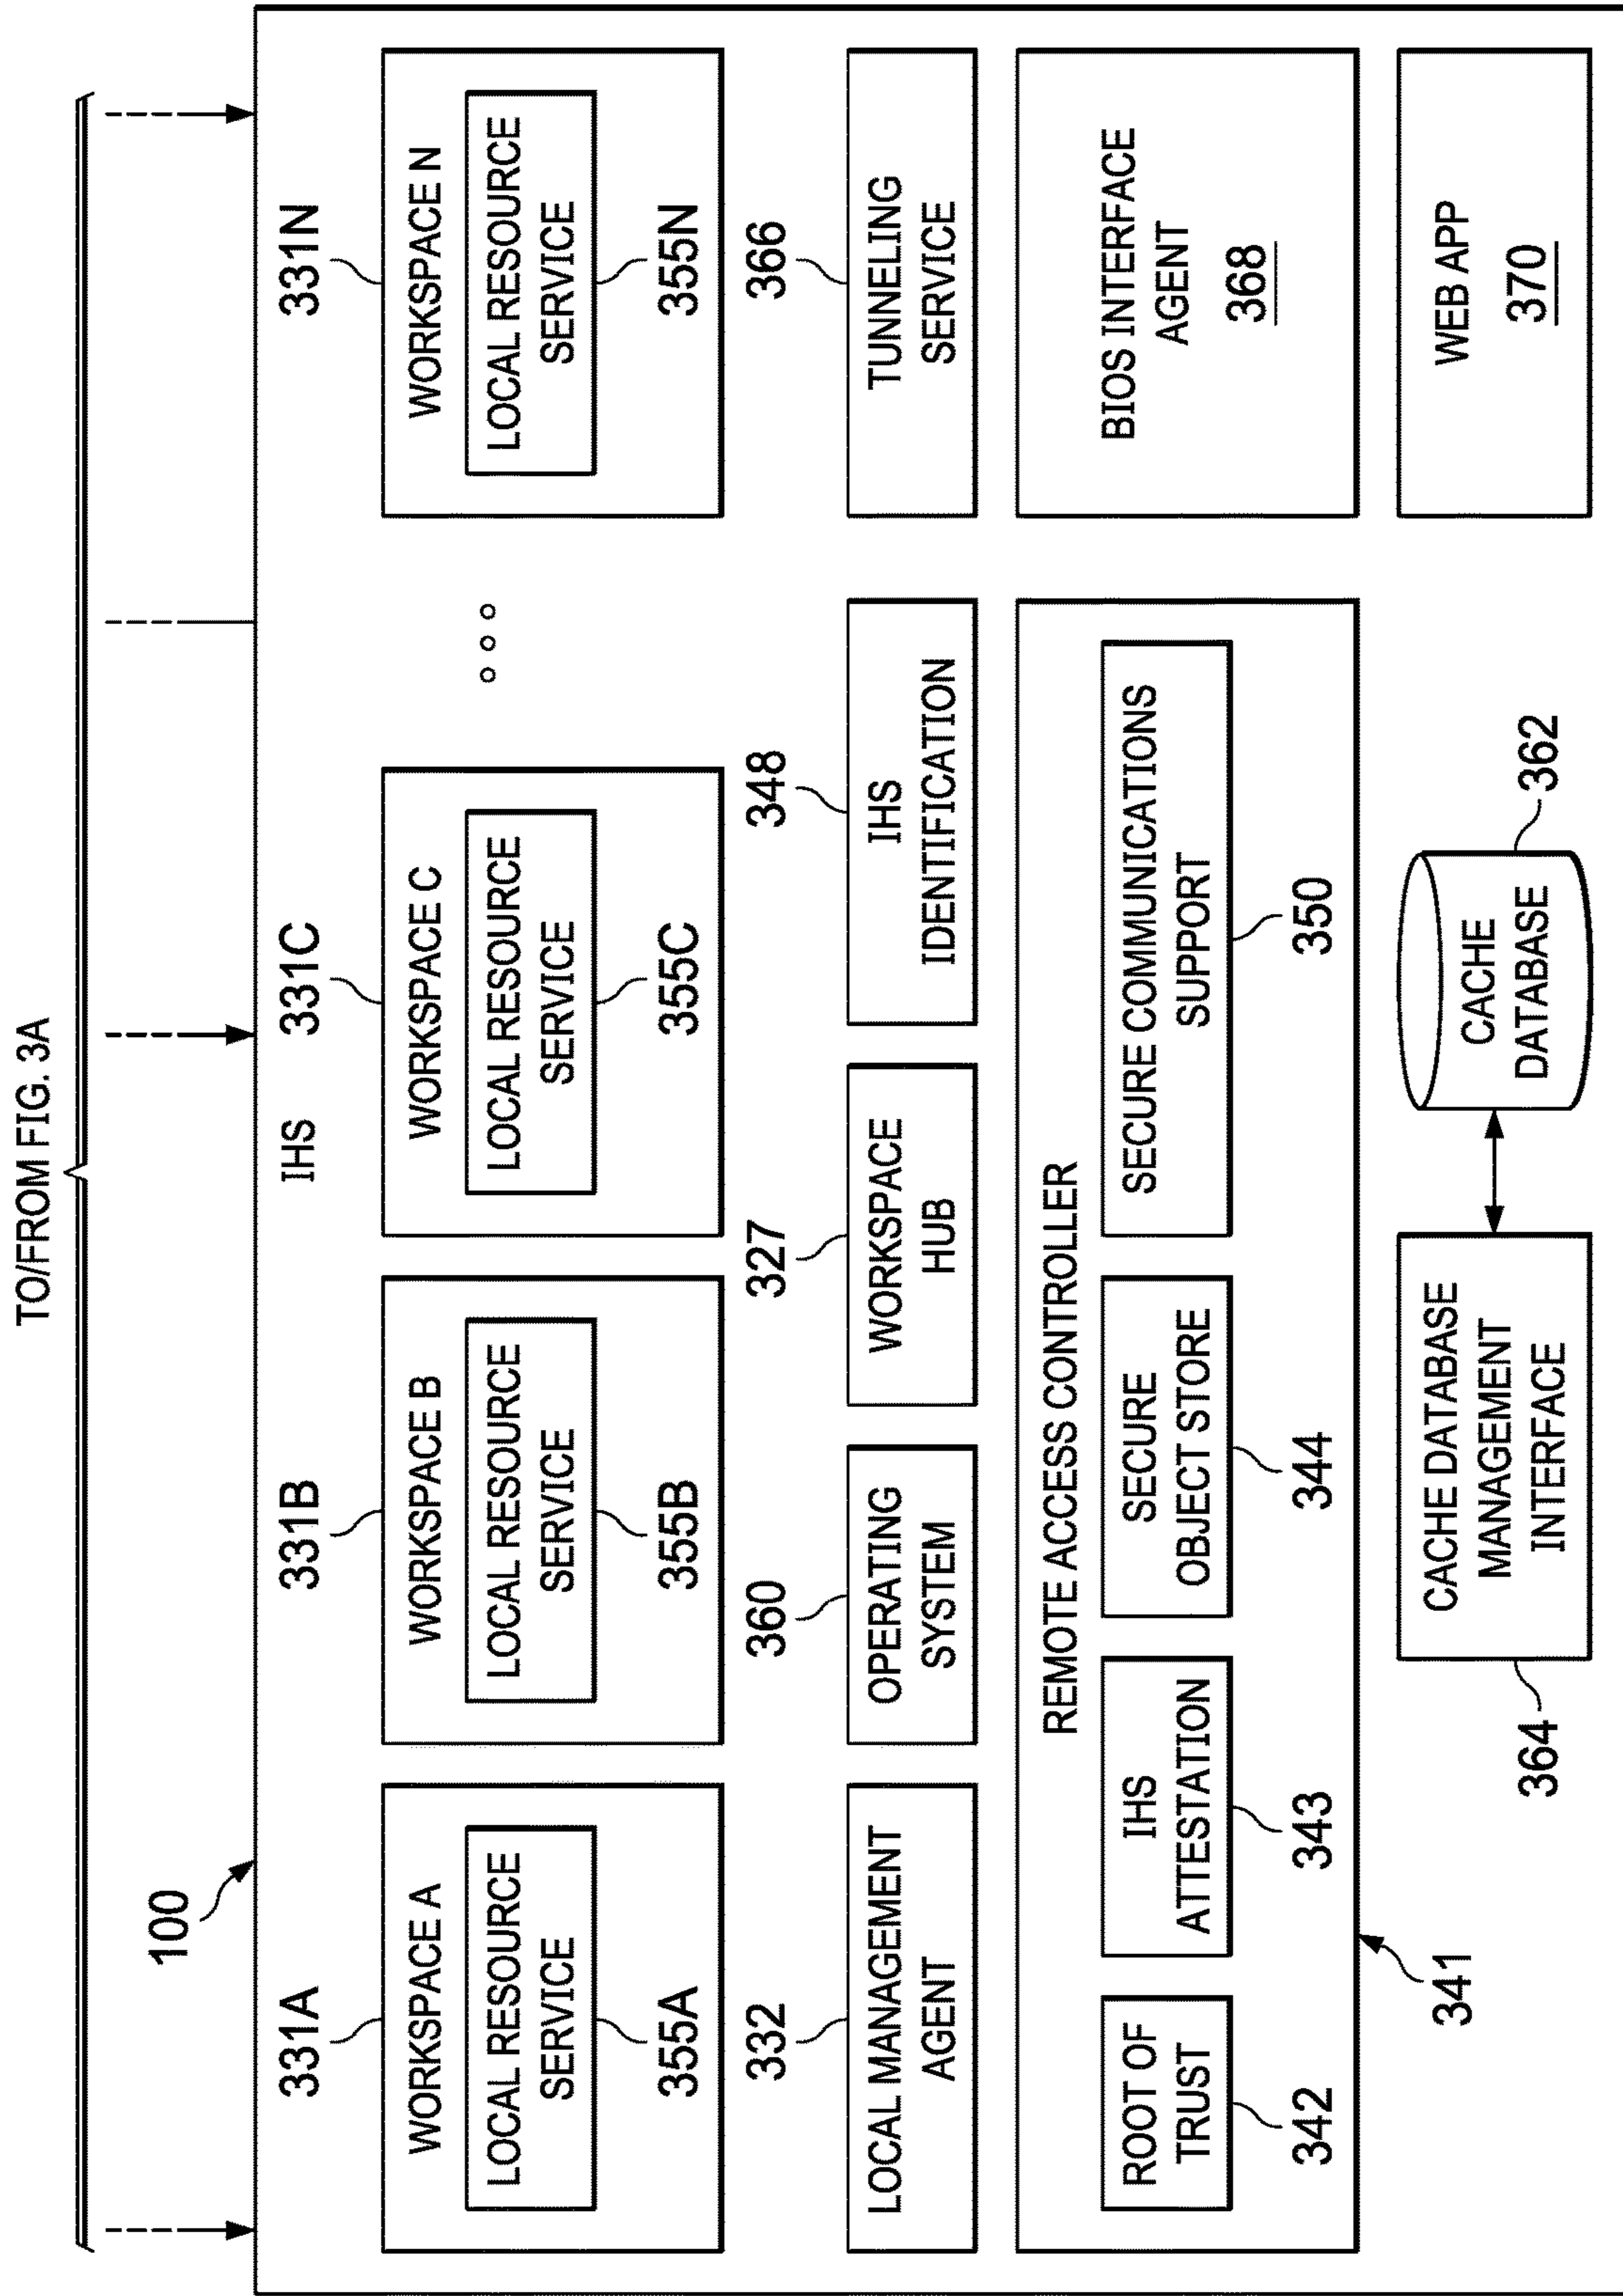 TO/FROM FIG. 3A
100
IHS
331A
331B
331C
331N
WORKSPACE A
LOCAL RESOURCE
SERVICE
355A
WORKSPACE B
LOCAL RESOURCE
SERVICE
355B
WORKSPACE C
LOCAL RESOURCE
SERVICE
355C
WORKSPACE N
LOCAL RESOURCE
SERVICE
355N
332
LOCAL MANAGEMENT
AGENT
360
OPERATING
SYSTEM
327
WORKSPACE
HUB
348
IHS
IDENTIFICATION
366
TUNNELING
SERVICE
REMOTE ACCESS CONTROLLER
ROOT OF
TRUST
342
IHS
ATTESTATION
343
SECURE
OBJECT STORE
344
SECURE COMMUNICATIONS
SUPPORT
350
341
BIOS INTERFACE
AGENT
368
CACHE DATABASE
MANAGEMENT
INTERFACE
364
CACHE
DATABASE
362
WEB APP
370